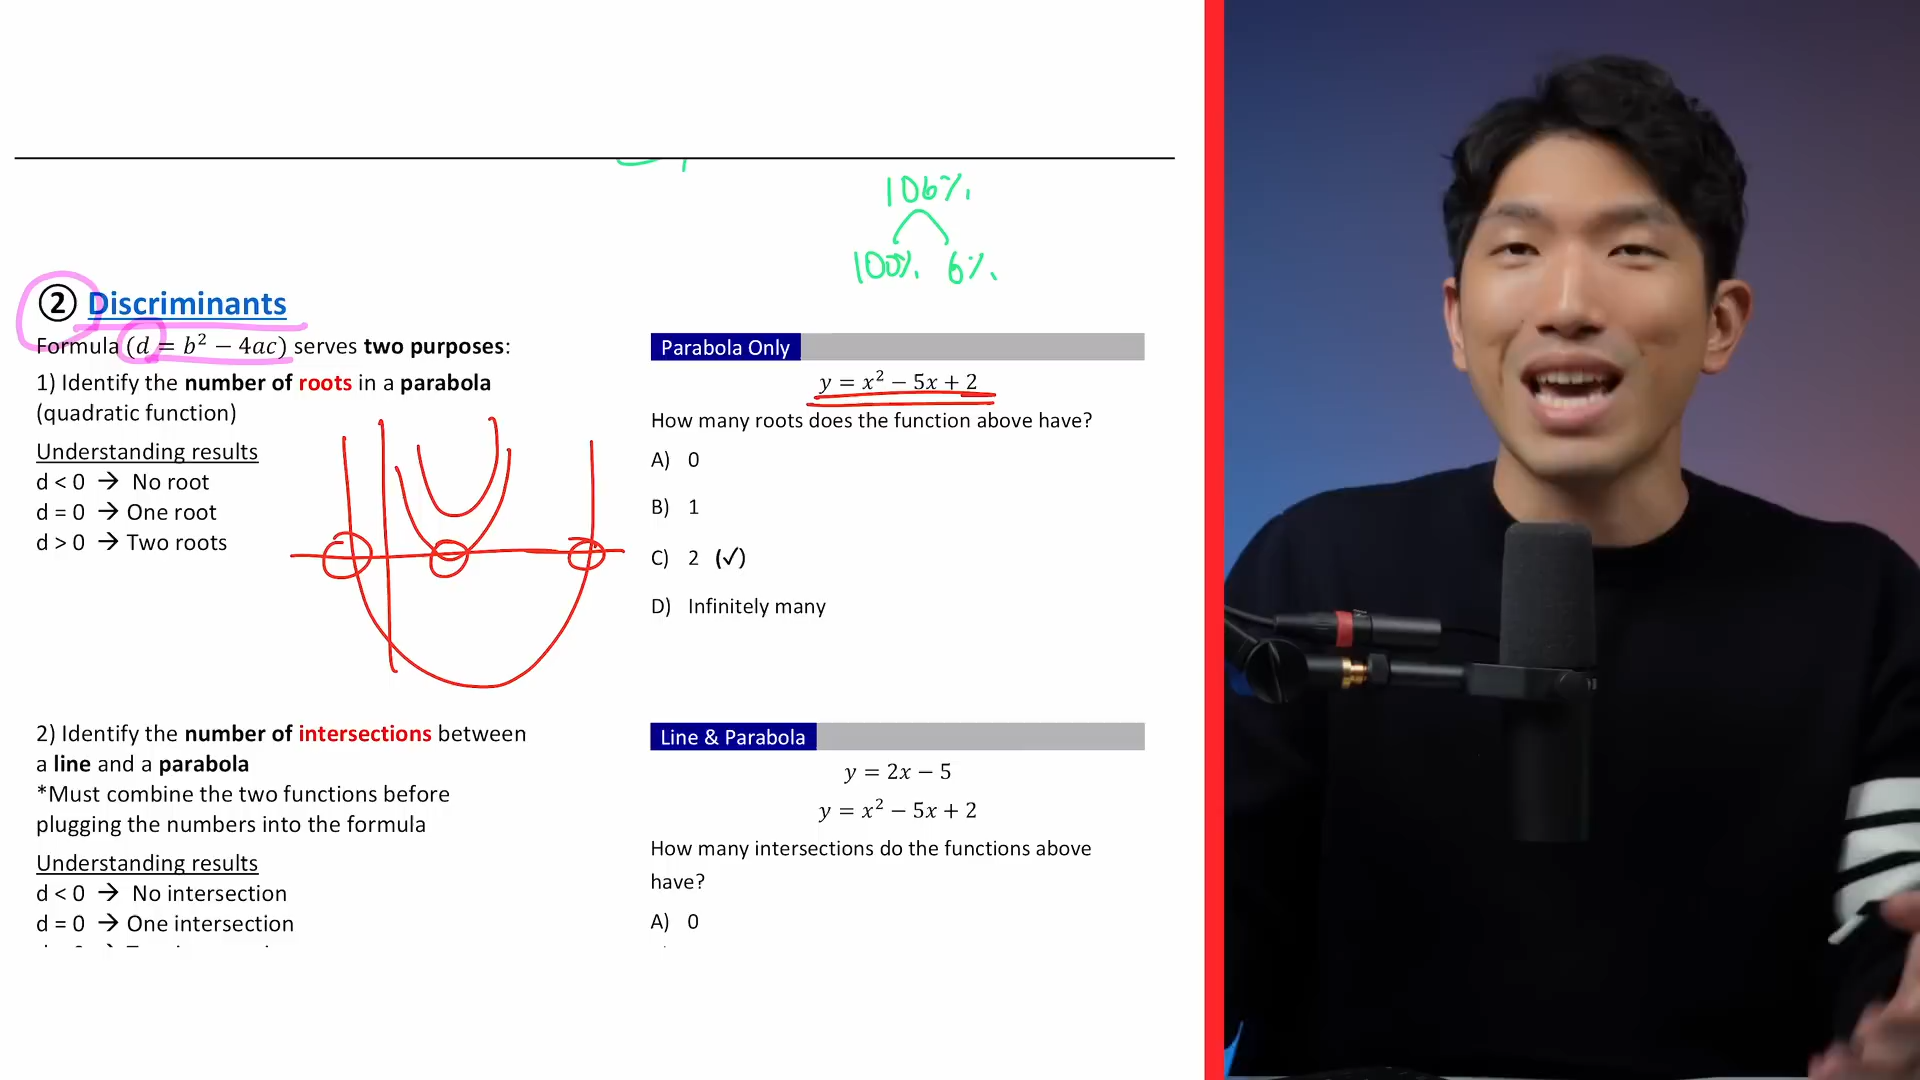 106%
100% 6%
② Discriminants
Formula (d = b² − 4ac) serves two purposes:
1) Identify the number of roots in a parabola
(quadratic function)
Understanding results
d < 0 → No root
d = 0 → One root
d > 0 → Two roots
Parabola Only
y = x² − 5x + 2
How many roots does the function above have?
A) 0
B) 1
C) 2 (✓)
D) Infinitely many
2) Identify the number of intersections between
a line and a parabola
*Must combine the two functions before
plugging the numbers into the formula
Understanding results
d < 0 → No intersection
d = 0 → One intersection
Line & Parabola
y = 2x − 5
y = x² − 5x + 2
How many intersections do the functions above
have?
A) 0